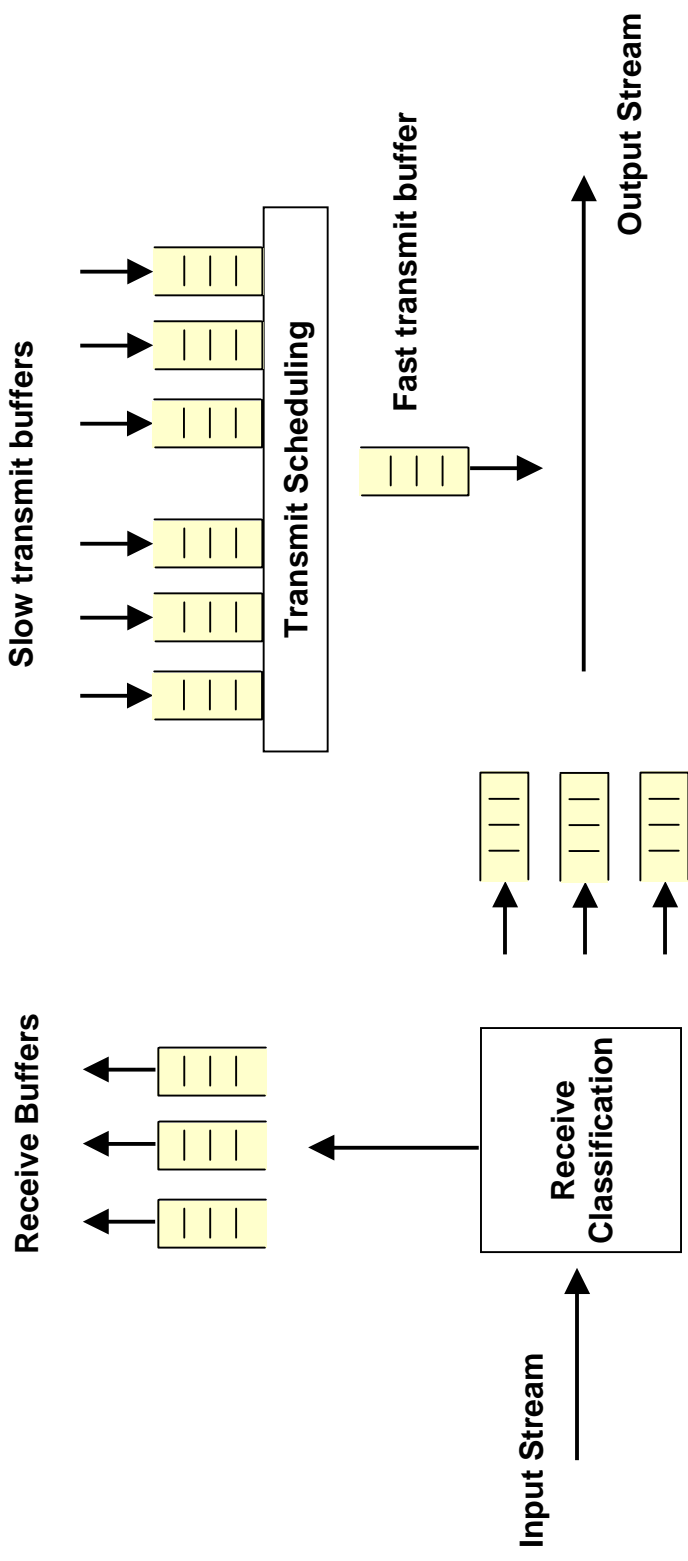 Receive Buffers
Slow transmit buffers
Transmit Scheduling
Fast transmit buffer
Input Stream
Receive
Classification
Output Stream